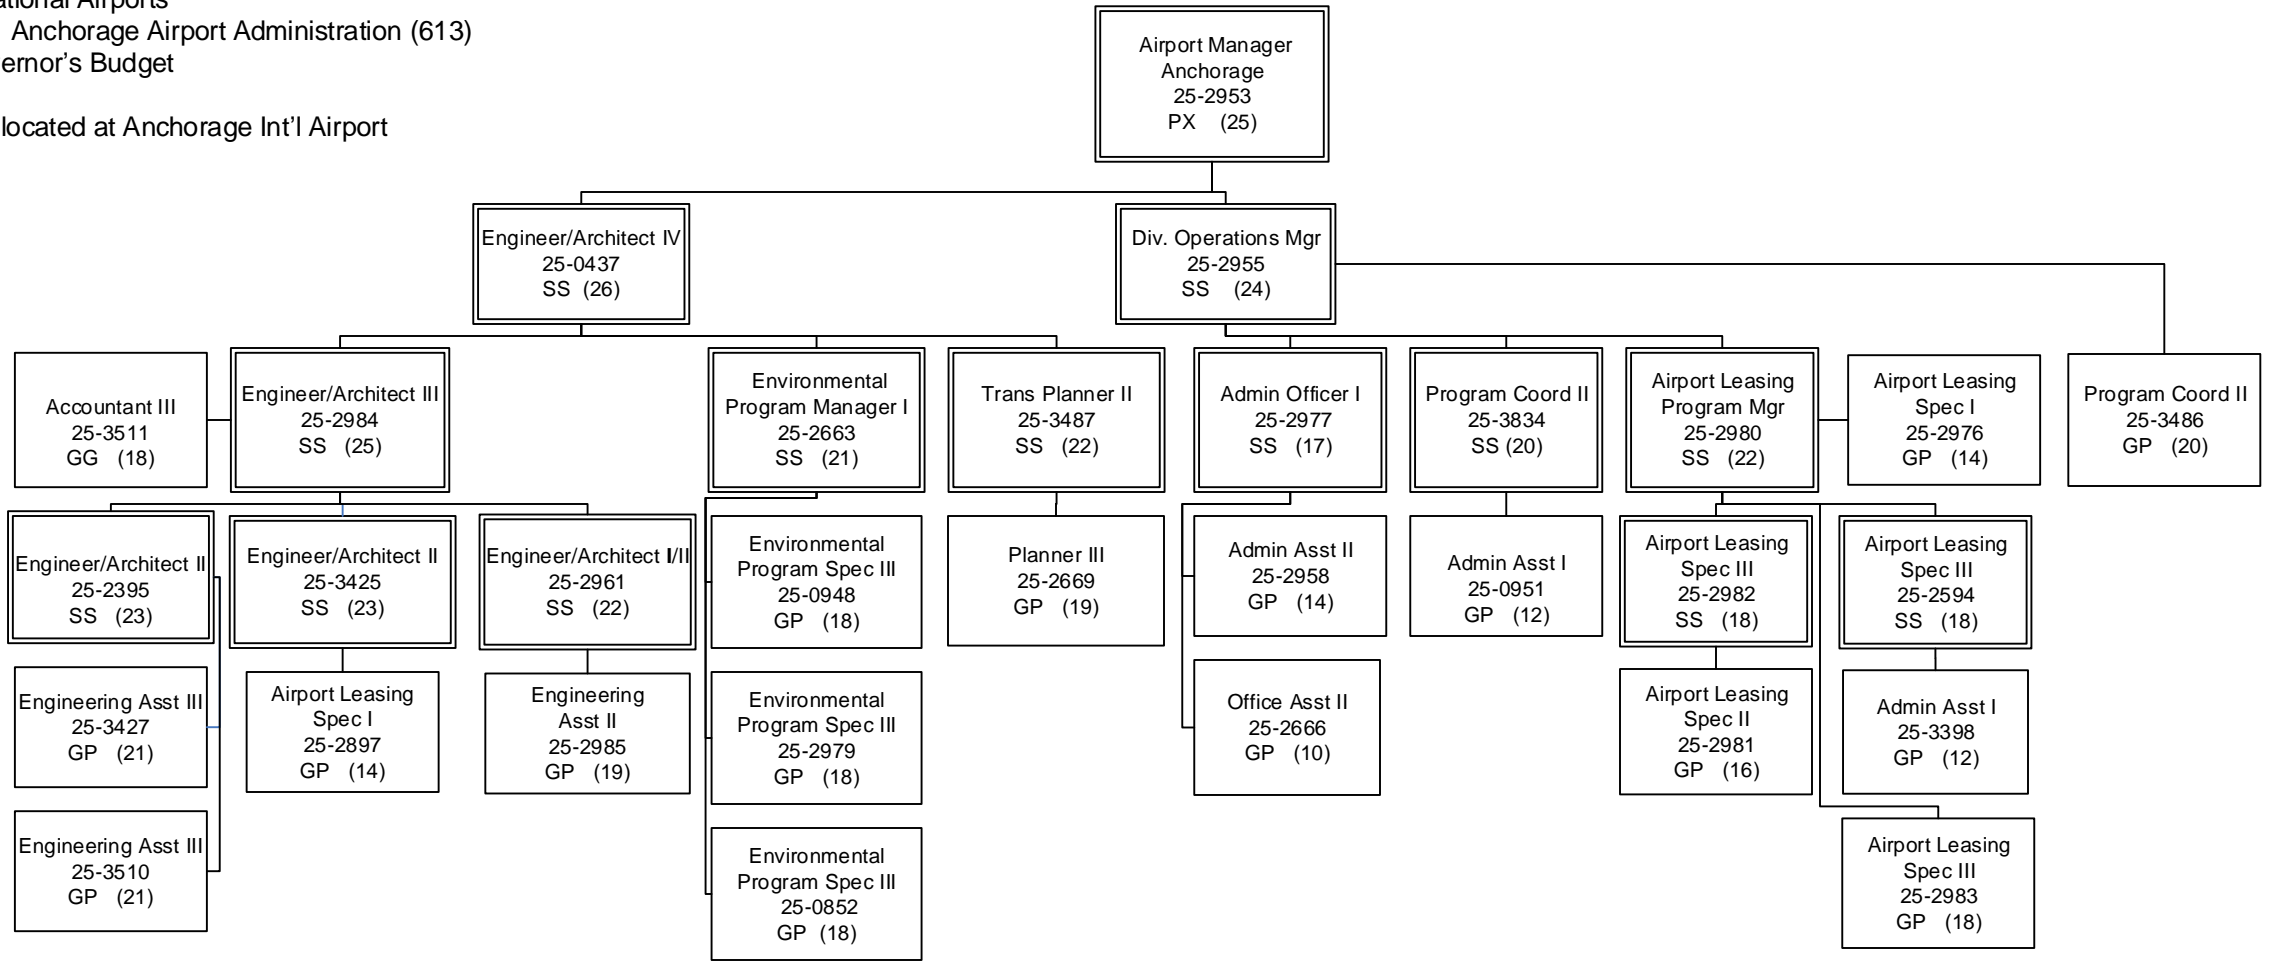 Anchorage Airport Administration (613)
ernor's Budget
located at Anchorage Int'l Airport
Airport Manager
Anchorage
25-2953
PX (25)
Engineer/Architect IV
25-0437
SS (26)
Div. Operations Mgr
25-2955
SS (24)
Accountant III
25-3511
GG (18)
Engineer/Architect III
25-2984
SS (25)
Environmental
Program Manager I
25-2663
SS (21)
Trans Planner II
25-3487
SS (22)
Admin Officer I
25-2977
SS (17)
Program Coord II
25-3834
SS (20)
Airport Leasing
Program Mgr
25-2980
SS (22)
Airport Leasing
Spec I
25-2976
GP (14)
Program Coord II
25-3486
GP (20)
Engineer/Architect II
25-2395
SS (23)
Engineer/Architect II
25-3425
SS (23)
Engineer/Architect I/II
25-2961
SS (22)
Environmental
Program Spec III
25-0948
GP (18)
Planner III
25-2669
GP (19)
Admin Asst II
25-2958
GP (14)
Admin Asst I
25-0951
GP (12)
Airport Leasing
Spec III
25-2982
SS (18)
Airport Leasing
Spec III
25-2594
SS (18)
Engineering Asst III
25-3427
GP (21)
Airport Leasing
Spec I
25-2897
GP (14)
Engineering
Asst II
25-2985
GP (19)
Environmental
Program Spec III
25-2979
GP (18)
Office Asst II
25-2666
GP (10)
Airport Leasing
Spec II
25-2981
GP (16)
Admin Asst I
25-3398
GP (12)
Engineering Asst III
25-3510
GP (21)
Environmental
Program Spec III
25-0852
GP (18)
Airport Leasing
Spec III
25-2983
GP (18)